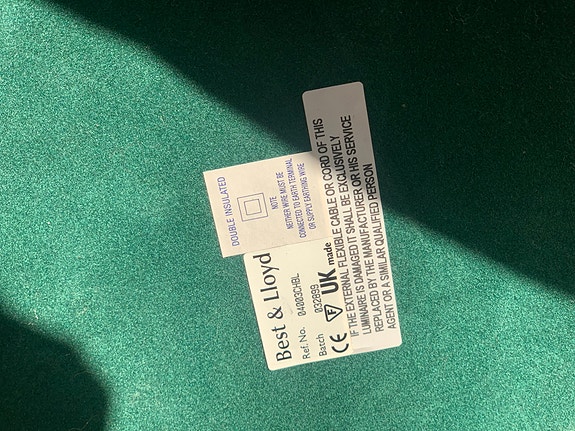 DOUBLE INSULATED
NOTE
NEITHER WIRE MUST BE
CONNECTED TO EARTH TERMINAL
OR SUPPLY EARTHING WIRE
Best & Lloyd
Ref. No. 04003CHBL
Batch 032899
CE F UK made
IF THE EXTERNAL FLEXIBLE CABLE OR CORD OF THIS
LUMINAIRE IS DAMAGED IT SHALL BE EXCLUSIVELY
REPLACED BY THE MANUFACTURER OR HIS SERVICE
AGENT OR A SIMILAR QUALIFIED PERSON